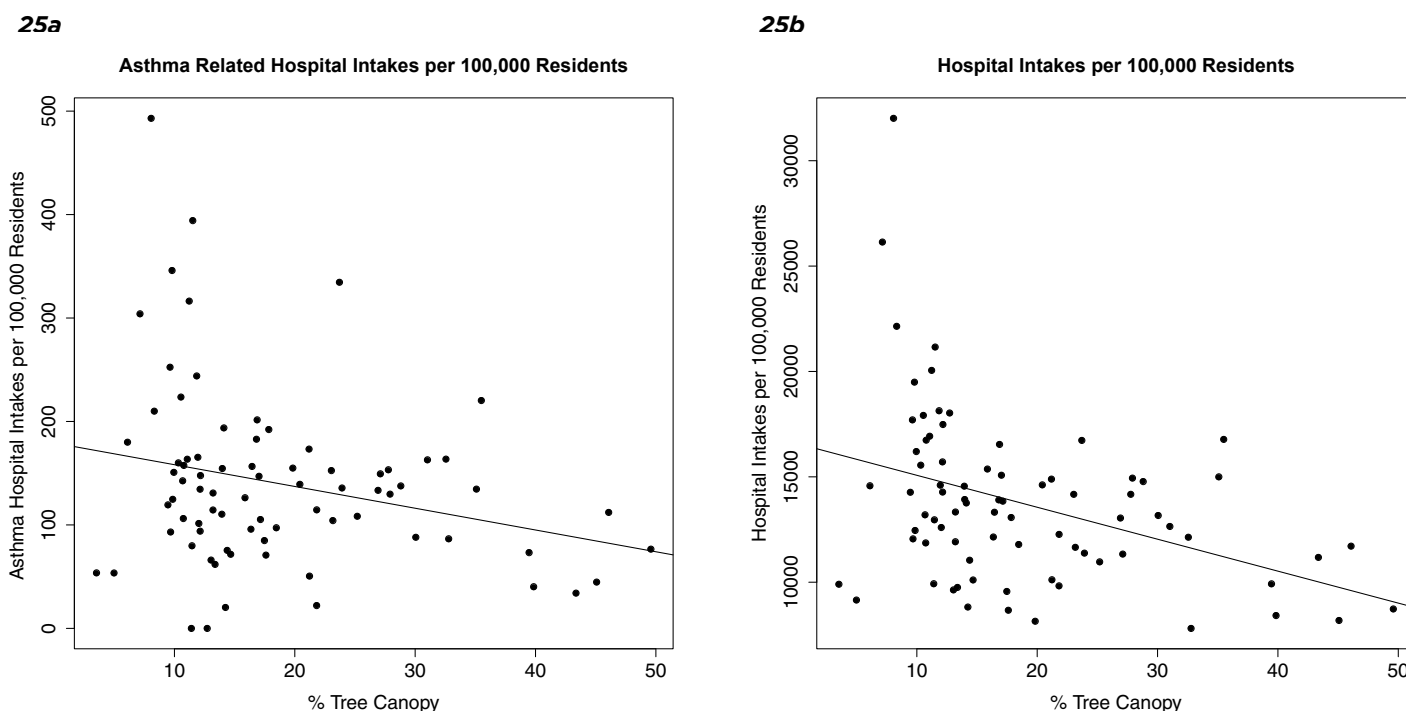 25a
Asthma Related Hospital Intakes per 100,000 Residents
Asthma Hospital Intakes per 100,000 Residents
500
400
300
200
100
0
10 20 30 40 50
% Tree Canopy
25b
Hospital Intakes per 100,000 Residents
Hospital Intakes per 100,000 Residents
30000
25000
20000
15000
10000
10 20 30 40 50
% Tree Canopy